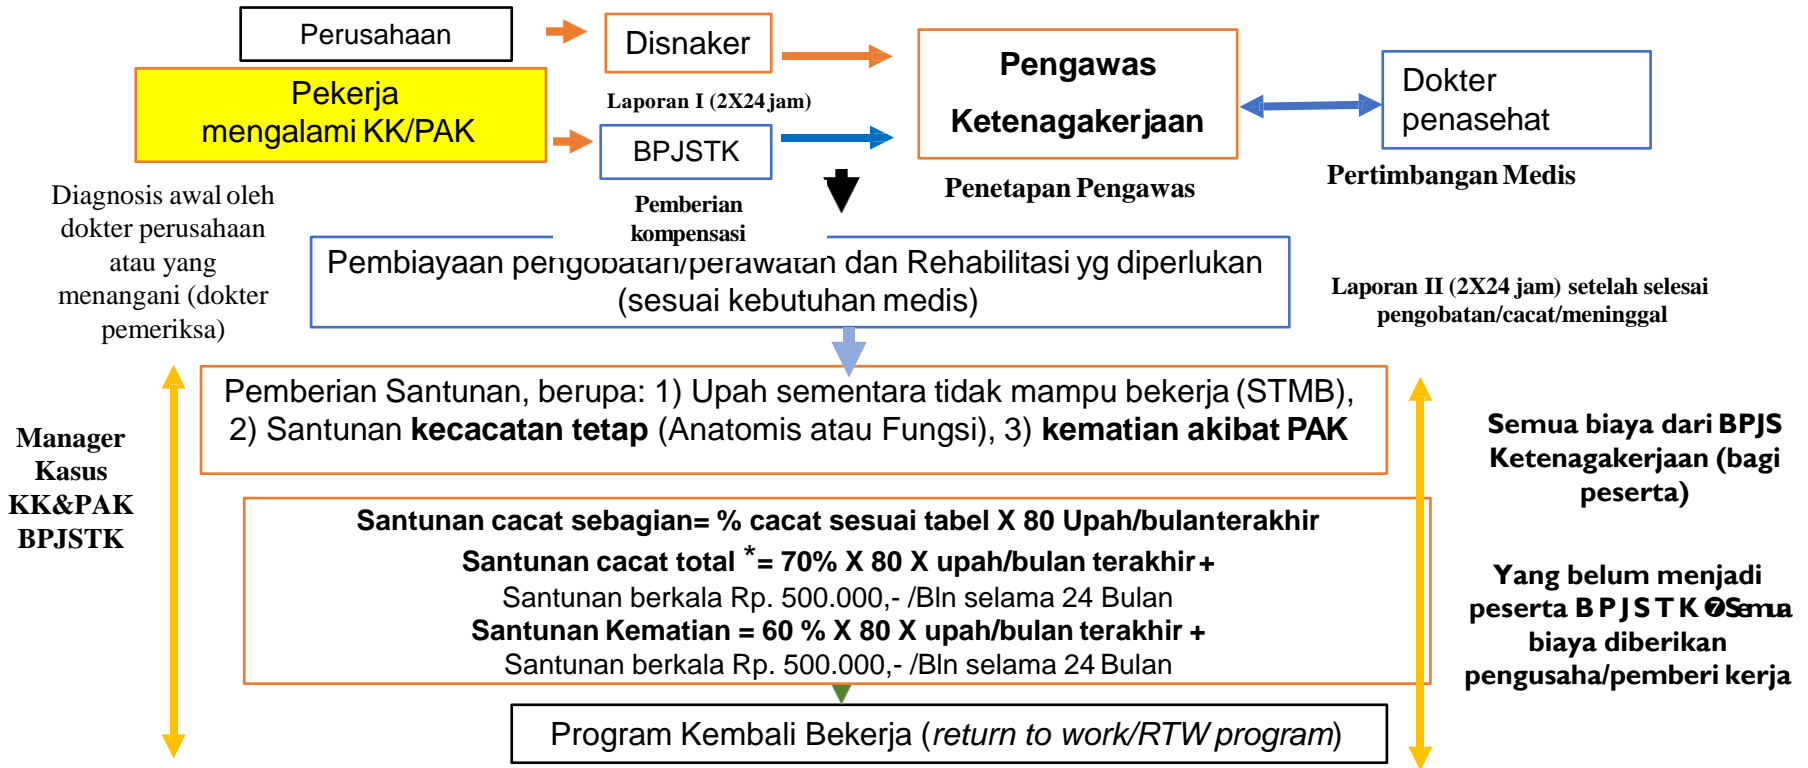 Perusahaan
Disnaker
Pengawas
Ketenagakerjaan
Dokter
penasehat
Pekerja
mengalami KK/PAK
Laporan I (2X24 jam)
BPJSTK
Penetapan Pengawas
Pertimbangan Medis
Diagnosis awal oleh
dokter perusahaan
atau yang
menangani (dokter
pemeriksa)
Pemberian
kompensasi
Pembiayaan pengobatan/perawatan dan Rehabilitasi yg diperlukan
(sesuai kebutuhan medis)
Laporan II (2X24 jam) setelah selesai
pengobatan/cacat/meninggal
Pemberian Santunan, berupa: 1) Upah sementara tidak mampu bekerja (STMB),
2) Santunan kecacatan tetap (Anatomis atau Fungsi), 3) kematian akibat PAK
Manager
Kasus
KK&PAK
BPJSTK
Semua biaya dari BPJS
Ketenagakerjaan (bagi
peserta)
Santunan cacat sebagian= % cacat sesuai tabel X 80 Upah/bulanterakhir
Santunan cacat total *= 70% X 80 X upah/bulan terakhir +
Santunan berkala Rp. 500.000,- /Bln selama 24 Bulan
Santunan Kematian = 60 % X 80 X upah/bulan terakhir +
Santunan berkala Rp. 500.000,- /Bln selama 24 Bulan
Yang belum menjadi
peserta BPJSTK ❼Semua
biaya diberikan
pengusaha/pemberi kerja
Program Kembali Bekerja (return to work/RTW program)